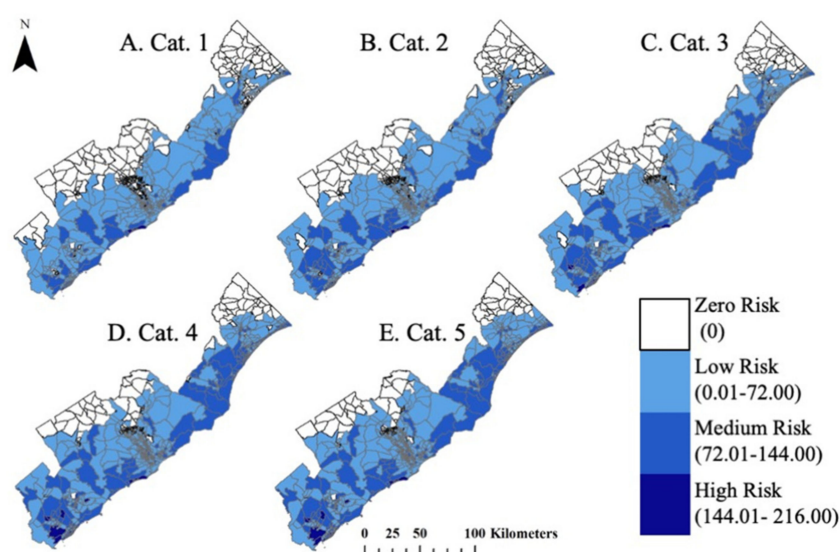 N
A. Cat. 1
B. Cat. 2
C. Cat. 3
D. Cat. 4
E. Cat. 5
Zero Risk
(0)
Low Risk
(0.01-72.00)
Medium Risk
(72.01-144.00)
High Risk
(144.01- 216.00)
0 25 50 100 Kilometers